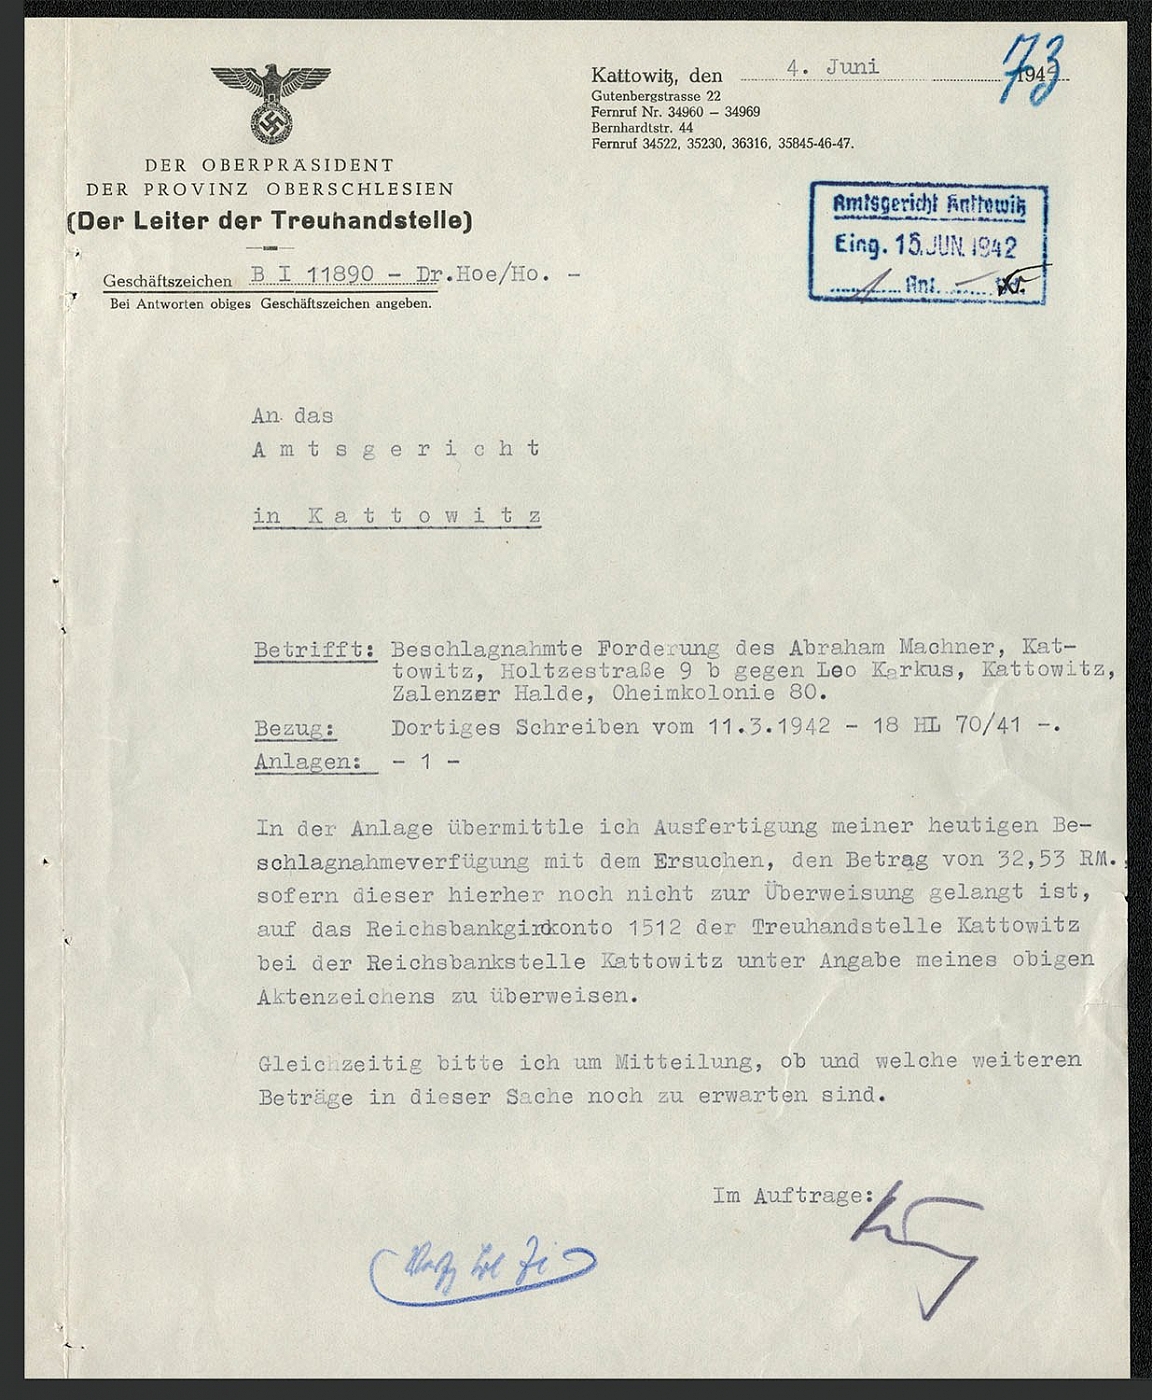 73
Kattowitz, den 4. Juni 1942
Gutenbergstrasse 22
Fernruf Nr. 34960 – 34969
Bernhardtstr. 44
Fernruf 34522, 35230, 36316, 35845-46-47.
DER OBERPRÄSIDENT
DER PROVINZ OBERSCHLESIEN
(Der Leiter der Treuhandstelle)
Geschäftszeichen B I 11890 - Dr.Hoe/Ho. -
Bei Antworten obiges Geschäftszeichen angeben.
Amtsgericht Kattowitz
Eing. 15. JUN. 1942
Anl.
An das
A m t s g e r i c h t
in K a t t o w i t z
Betrifft: Beschlagnahmte Forderung des Abraham Machner, Kat-
towitz, Holtzestraße 9 b gegen Leo Karkus, Kattowitz,
Zalenzer Halde, Oheimkolonie 80.
Bezug: Dortiges Schreiben vom 11.3.1942 - 18 HL 70/41 -.
Anlagen: - 1 -
In der Anlage übermittle ich Ausfertigung meiner heutigen Be-
schlagnahmeverfügung mit dem Ersuchen, den Betrag von 32,53 RM.,
sofern dieser hierher noch nicht zur Überweisung gelangt ist,
auf das Reichsbankgirokonto 1512 der Treuhandstelle Kattowitz
bei der Reichsbankstelle Kattowitz unter Angabe meines obigen
Aktenzeichens zu überweisen.
Gleichzeitig bitte ich um Mitteilung, ob und welche weiteren
Beträge in dieser Sache noch zu erwarten sind.
Im Auftrage: